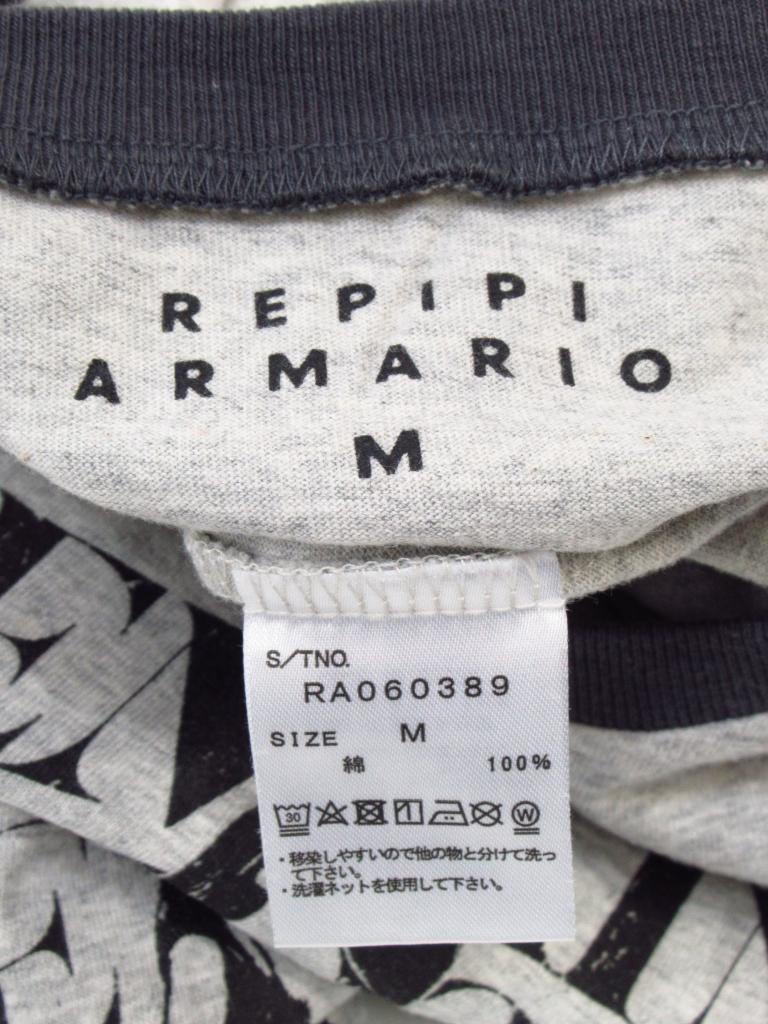 REPIPI
ARMARIO
M
S/TNO.
RA060389
SIZE M
綿 100%
30 W
・移染しやすいので他の物と分けて洗っ
て下さい。
・洗濯ネットを使用して下さい。